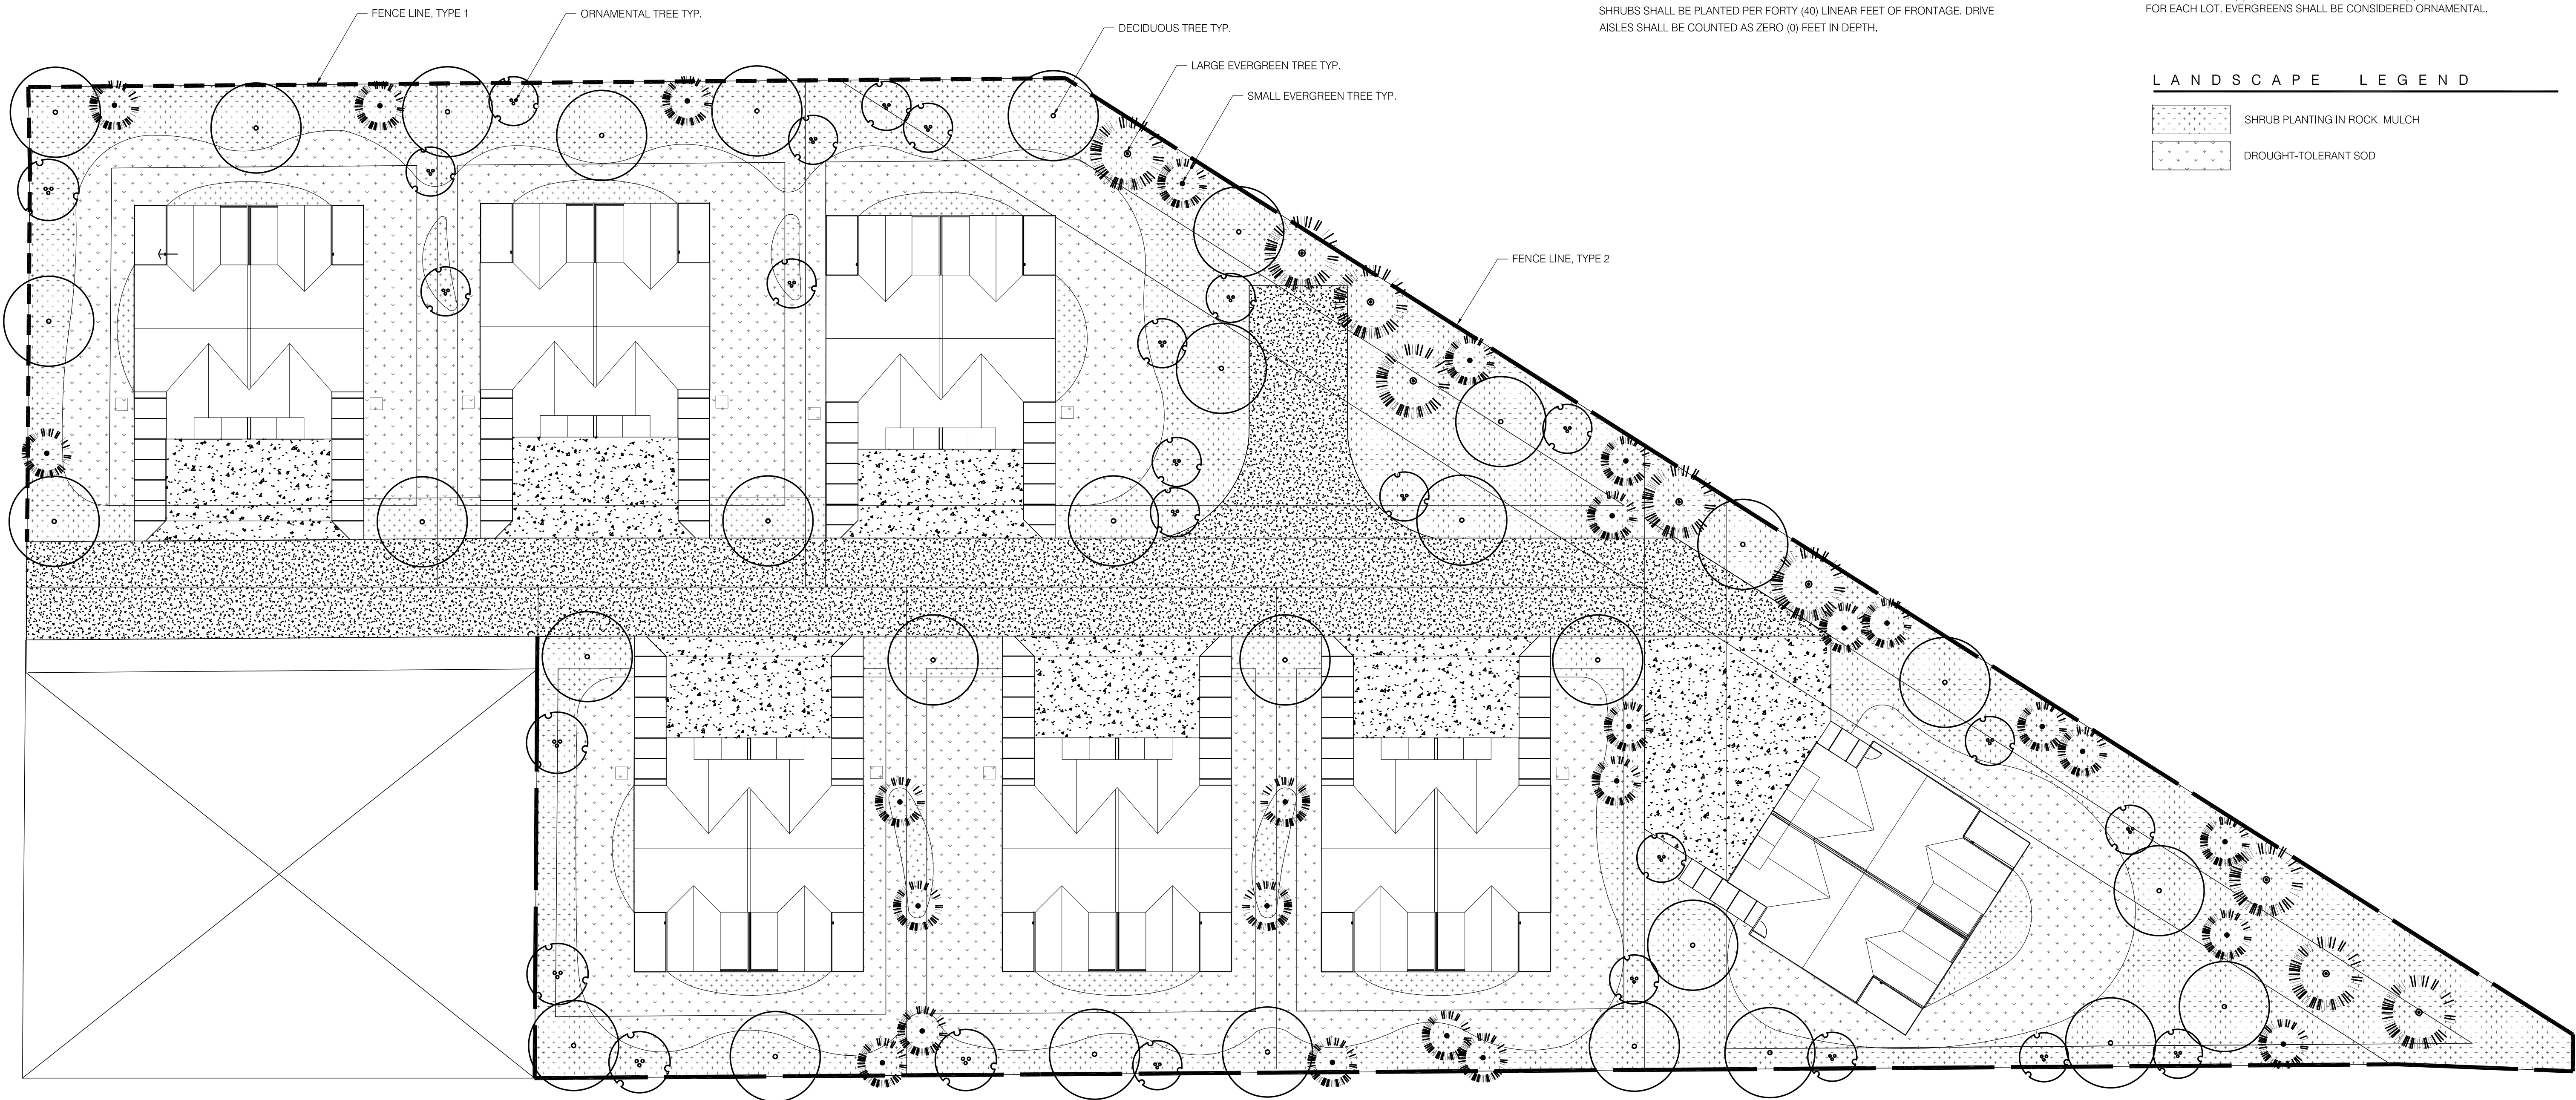 SHRUBS SHALL BE PLANTED PER FORTY (40) LINEAR FEET OF FRONTAGE. DRIVE
AISLES SHALL BE COUNTED AS ZERO (0) FEET IN DEPTH.
FOR EACH LOT. EVERGREENS SHALL BE CONSIDERED ORNAMENTAL.
FENCE LINE, TYPE 1
ORNAMENTAL TREE TYP.
DECIDUOUS TREE TYP.
LARGE EVERGREEN TREE TYP.
SMALL EVERGREEN TREE TYP.
FENCE LINE, TYPE 2
LANDSCAPE LEGEND
SHRUB PLANTING IN ROCK MULCH
DROUGHT-TOLERANT SOD